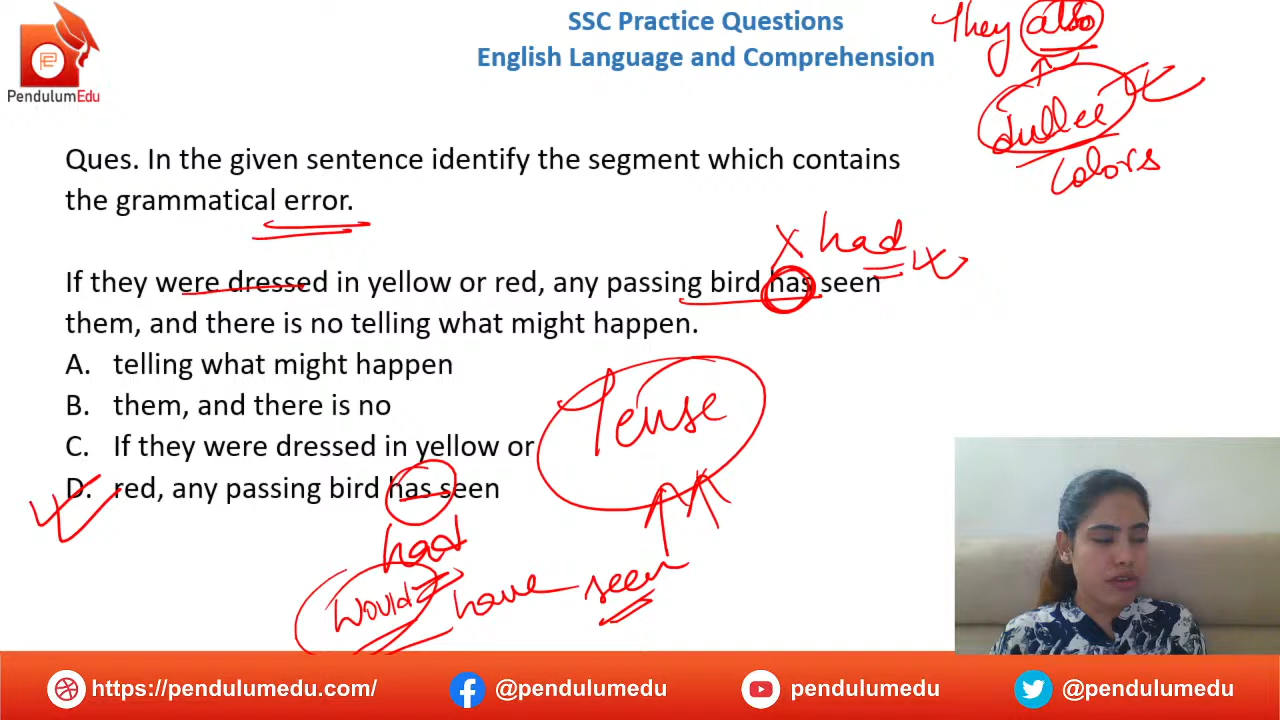 SSC Practice Questions
English Language and Comprehension
PendulumEdu
They also
duller
colors
Ques. In the given sentence identify the segment which contains
the grammatical error.
X had
If they were dressed in yellow or red, any passing bird has seen
them, and there is no telling what might happen.
A. telling what might happen
B. them, and there is no
C. If they were dressed in yellow or
D. red, any passing bird has seen
Tense
had
would have seen
https://pendulumedu.com/
@pendulumedu
pendulumedu
@pendulumedu